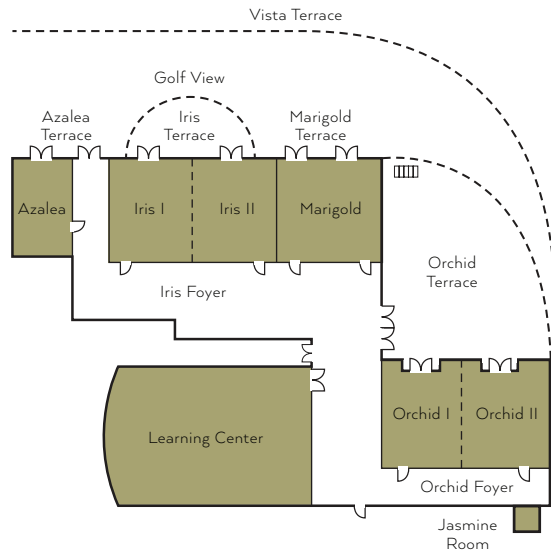 Vista Terrace
Golf View
Azalea
Terrace
Iris
Terrace
Marigold
Terrace
Azalea
Iris I
Iris II
Marigold
Orchid
Terrace
Iris Foyer
Orchid I
Orchid II
Learning Center
Orchid Foyer
Jasmine
Room